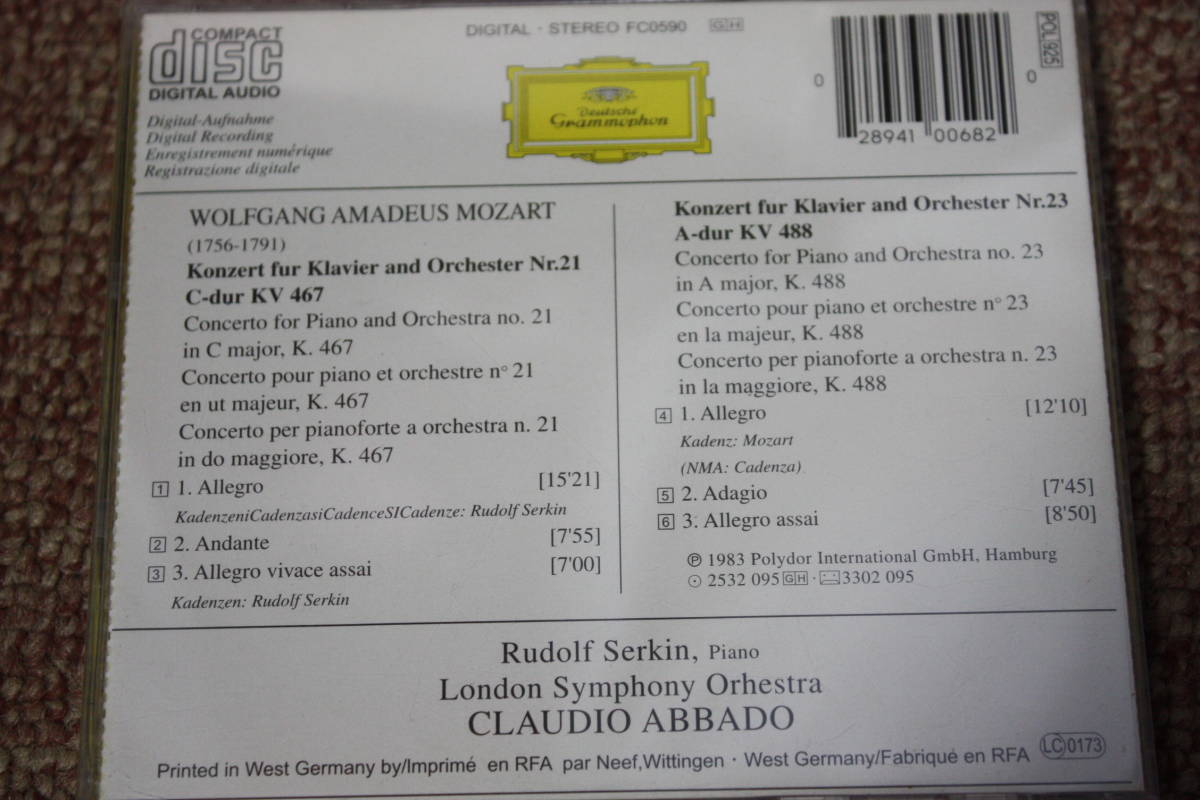 COMPACT
disc
DIGITAL AUDIO
Digital-Aufnahme
Digital Recording
Enregistrement numérique
Registrazione digitale
DIGITAL · STEREO FC0590 GH
Deutsche
Grammophon
0 28941 00682 0
POL 925
WOLFGANG AMADEUS MOZART
(1756-1791)
Konzert fur Klavier and Orchester Nr.21
C-dur KV 467
Concerto for Piano and Orchestra no. 21
in C major, K. 467
Concerto pour piano et orchestre n° 21
en ut majeur, K. 467
Concerto per pianoforte a orchestra n. 21
in do maggiore, K. 467
1 1. Allegro [15'21]
KadenzeniCadenzasiCadenceSICadenze: Rudolf Serkin
2 2. Andante [7'55]
3 3. Allegro vivace assai [7'00]
Kadenzen: Rudolf Serkin
Konzert fur Klavier and Orchester Nr.23
A-dur KV 488
Concerto for Piano and Orchestra no. 23
in A major, K. 488
Concerto pour piano et orchestre n° 23
en la majeur, K. 488
Concerto per pianoforte a orchestra n. 23
in la maggiore, K. 488
4 1. Allegro [12'10]
Kadenz: Mozart
(NMA: Cadenza)
5 2. Adagio [7'45]
6 3. Allegro assai [8'50]
℗ 1983 Polydor International GmbH, Hamburg
2532 095 GH · 3302 095
Rudolf Serkin, Piano
London Symphony Orhestra
CLAUDIO ABBADO
Printed in West Germany by/Imprimé en RFA par Neef,Wittingen · West Germany/Fabriqué en RFA
LC 0173